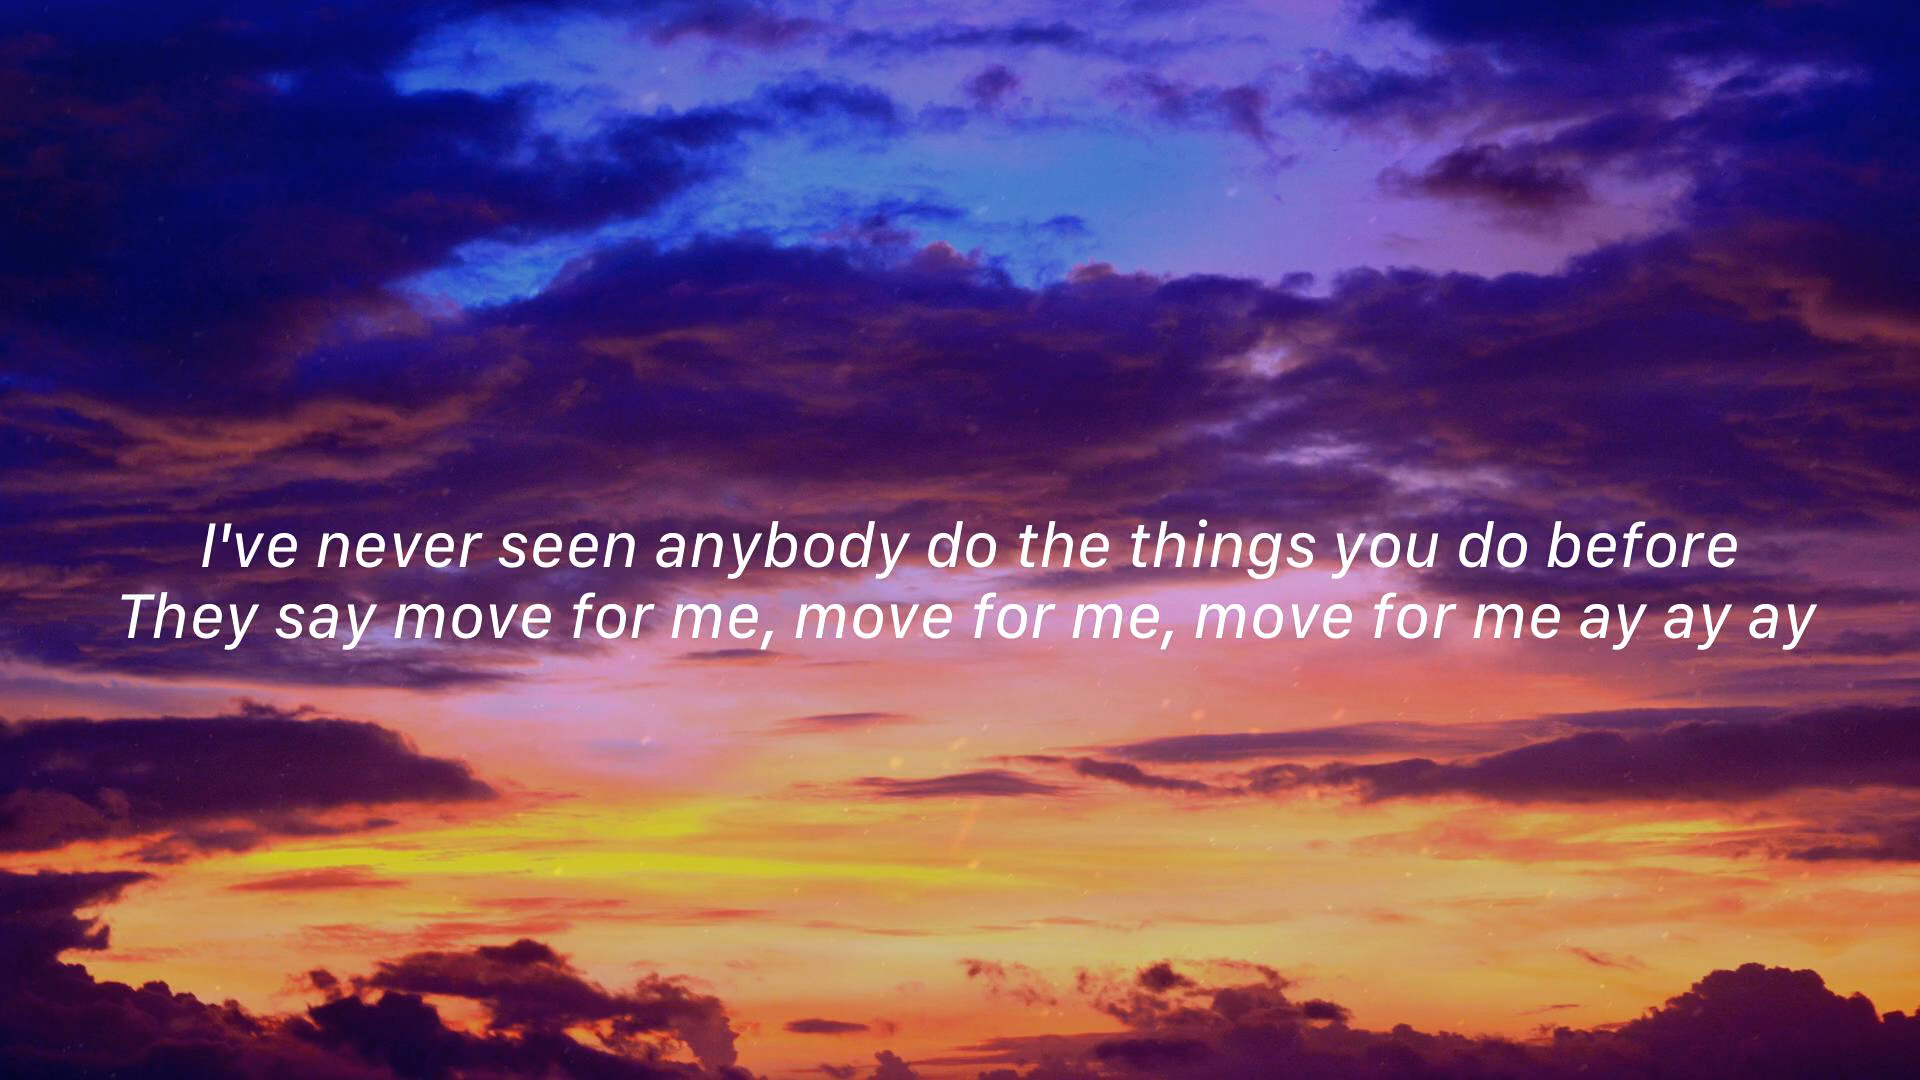 I've never seen anybody do the things you do before
They say move for me, move for me, move for me ay ay ay